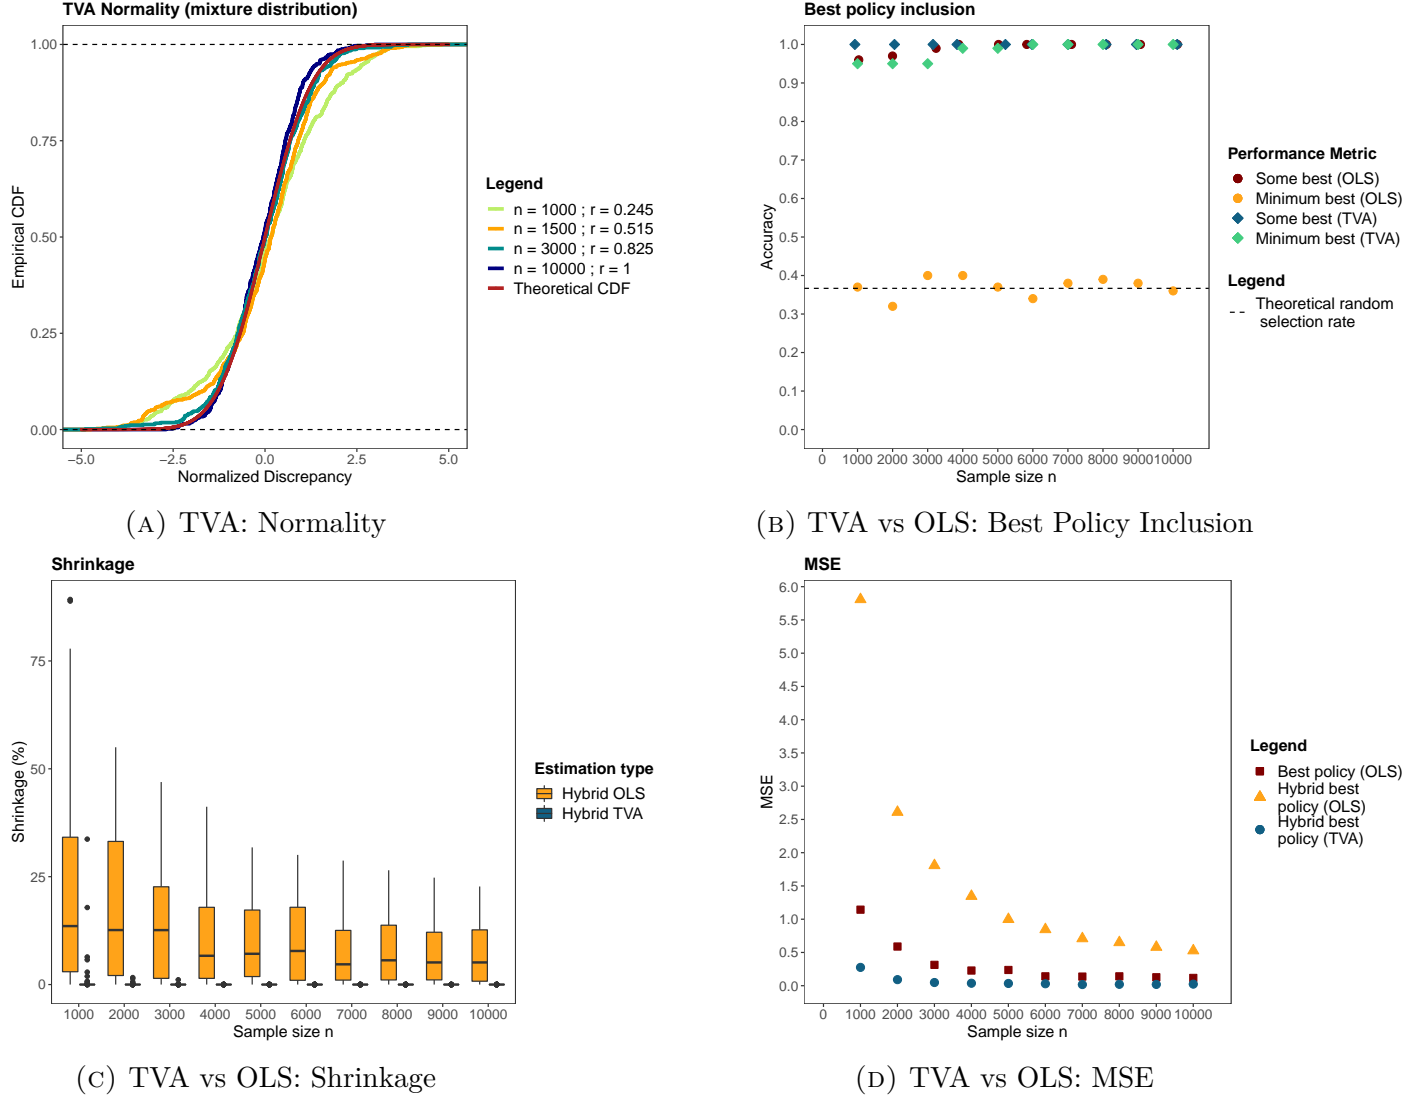 TVA Normality (mixture distribution)
Empirical CDF
1.00
0.75
0.50
0.25
0.00
−5.0 −2.5 0.0 2.5 5.0
Normalized Discrepancy
Legend
n = 1000 ; r = 0.245
n = 1500 ; r = 0.515
n = 3000 ; r = 0.825
n = 10000 ; r = 1
Theoretical CDF
(A) TVA: Normality
Best policy inclusion
Accuracy
1.0
0.9
0.8
0.7
0.6
0.5
0.4
0.3
0.2
0.1
0.0
0 1000 2000 3000 4000 5000 6000 7000 8000 9000 10000
Sample size n
Performance Metric
Some best (OLS)
Minimum best (OLS)
Some best (TVA)
Minimum best (TVA)
Legend
Theoretical random
selection rate
(B) TVA vs OLS: Best Policy Inclusion
Shrinkage
Shrinkage (%)
75
50
25
0
1000 2000 3000 4000 5000 6000 7000 8000 9000 10000
Sample size n
Estimation type
Hybrid OLS
Hybrid TVA
(C) TVA vs OLS: Shrinkage
MSE
MSE
6.0
5.5
5.0
4.5
4.0
3.5
3.0
2.5
2.0
1.5
1.0
0.5
0.0
0 1000 2000 3000 4000 5000 6000 7000 8000 9000 10000
Sample size n
Legend
Best policy (OLS)
Hybrid best
policy (OLS)
Hybrid best
policy (TVA)
(D) TVA vs OLS: MSE